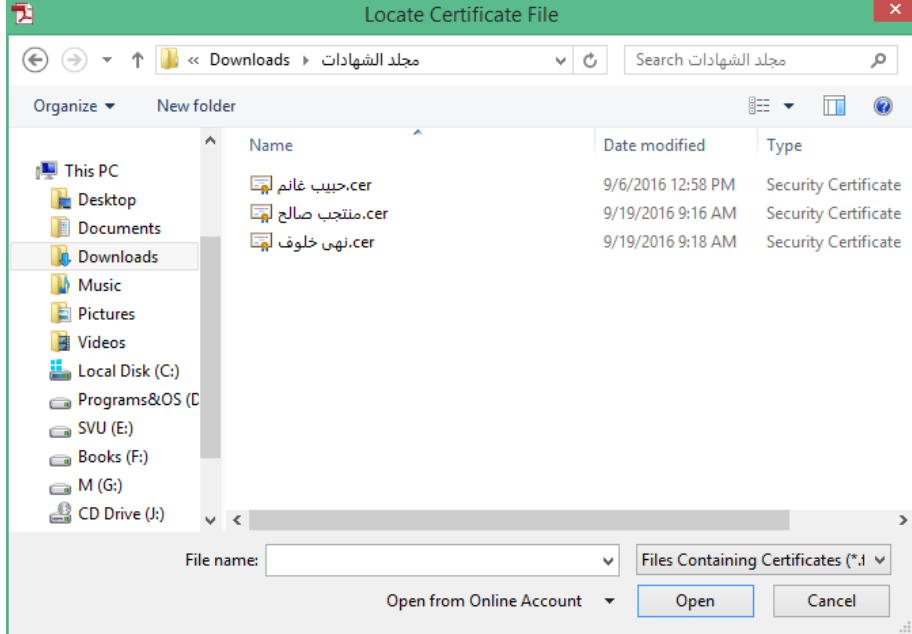 Locate Certificate File
« Downloads مجلد الشهادات
Search مجلد الشهادات
Organize New folder
Name Date modified Type
This PC
Desktop
Documents
Downloads
Music
Pictures
Videos
Local Disk (C:)
Programs&OS (D
SVU (E:)
Books (F:)
M (G:)
CD Drive (J:)
حبيب غانم.cer 9/6/2016 12:58 PM Security Certificate
منتجب صالح.cer 9/19/2016 9:16 AM Security Certificate
نهى خلوف.cer 9/19/2016 9:18 AM Security Certificate
File name: Files Containing Certificates (*.f
Open from Online Account Open Cancel